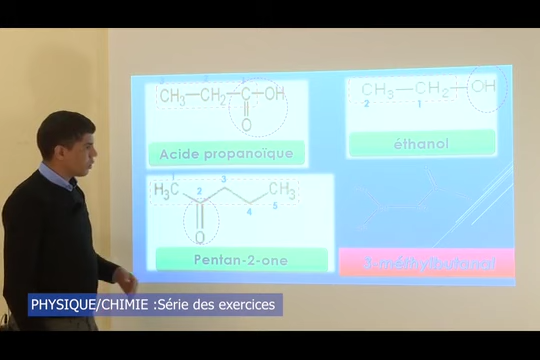 CH₃—CH₂—C—OH
O
Acide propanoïque
CH₃—CH₂—OH
2 1
éthanol
1
H₃C 2 3 4 5 CH₃
O
Pentan-2-one
3-méthylbutanal
PHYSIQUE/CHIMIE :Série des exercices